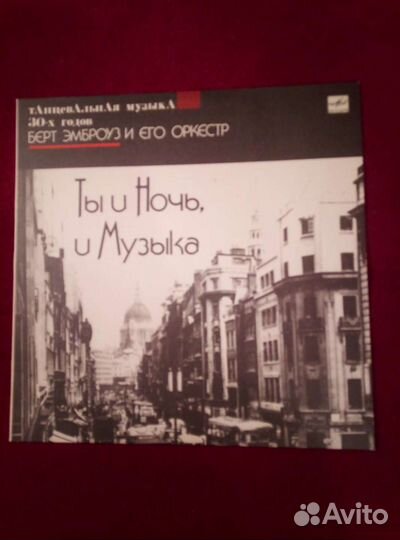 тАнцевАльнАя музыкА
30-х годов
БЕРТ ЭМБРОУЗ И ЕГО ОРКЕСТР
Ты и Ночь,
и Музыка
Avito